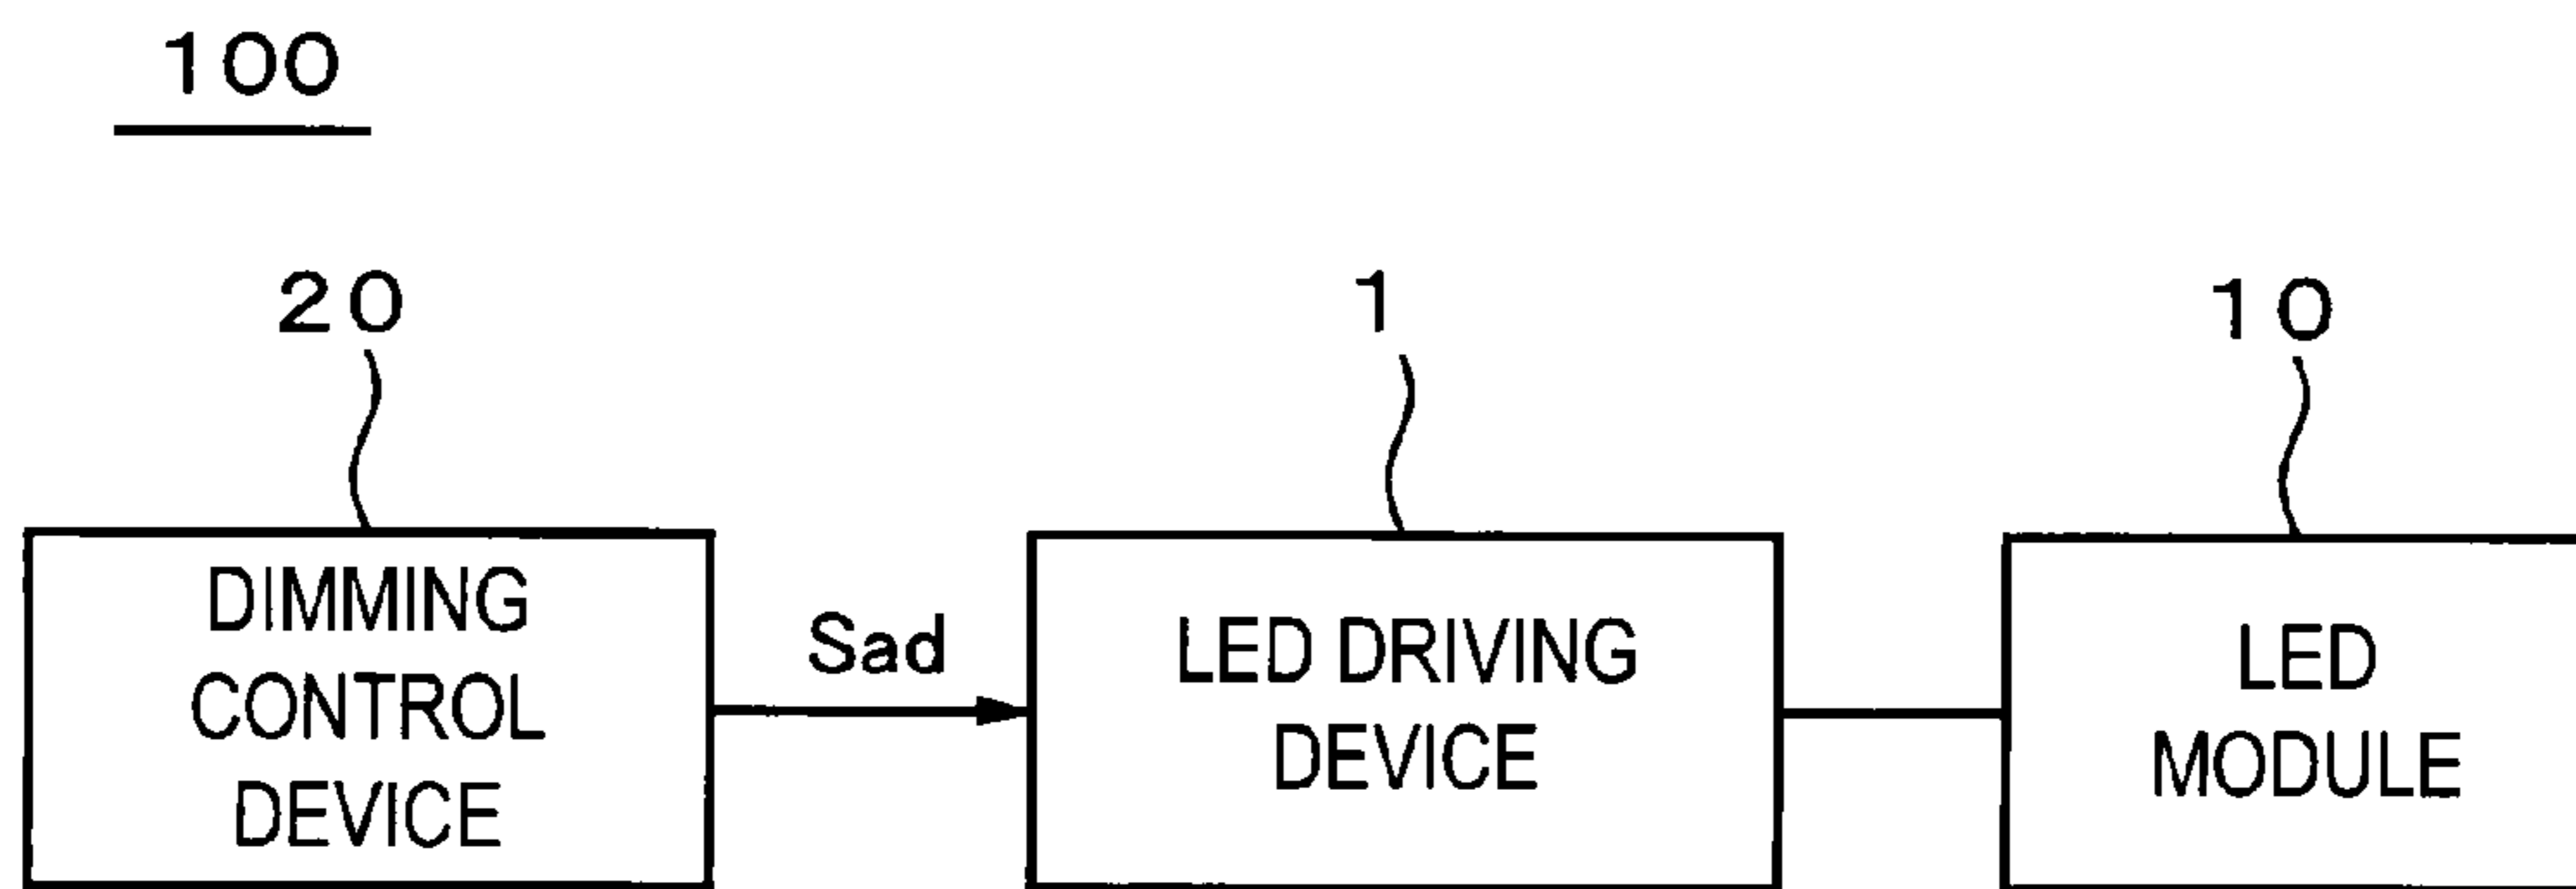 100
20
1
10
DIMMING
CONTROL
DEVICE
Sad
LED DRIVING
DEVICE
LED
MODULE